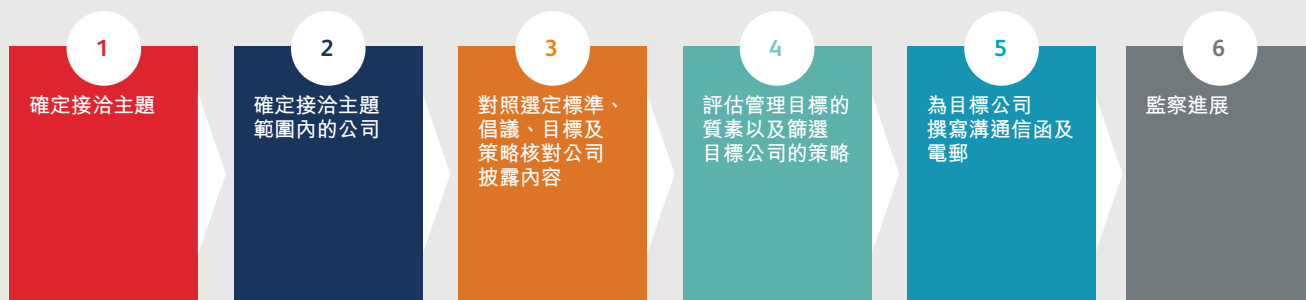 1
確定接洽主題
2
確定接洽主題
範圍內的公司
3
對照選定標準、
倡議、目標及
策略核對公司
披露內容
4
評估管理目標的
質素以及篩選
目標公司的策略
5
為目標公司
撰寫溝通信函及
電郵
6
監察進展